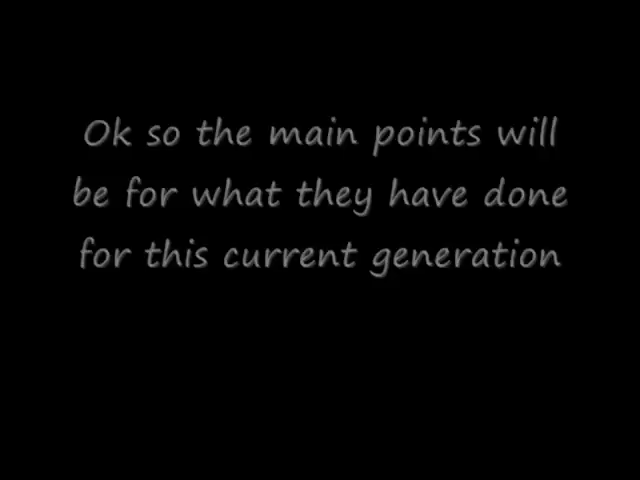 Ok so the main points will
be for what they have done
for this current generation